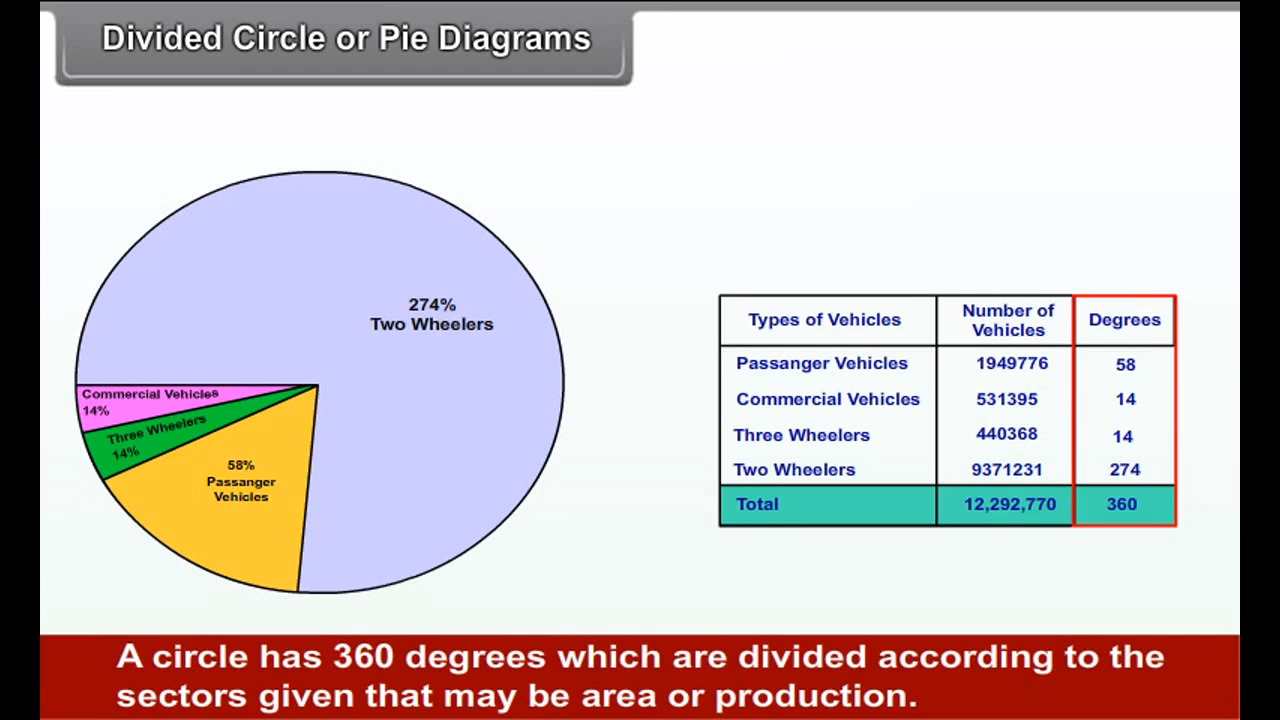 Divided Circle or Pie Diagrams
274%
Two Wheelers
Commercial Vehicles
14%
Three Wheelers
14%
58%
Passanger
Vehicles
Types of Vehicles
Number of
Vehicles
Degrees
Passanger Vehicles 1949776 58
Commercial Vehicles 531395 14
Three Wheelers 440368 14
Two Wheelers 9371231 274
Total 12,292,770 360
A circle has 360 degrees which are divided according to the
sectors given that may be area or production.